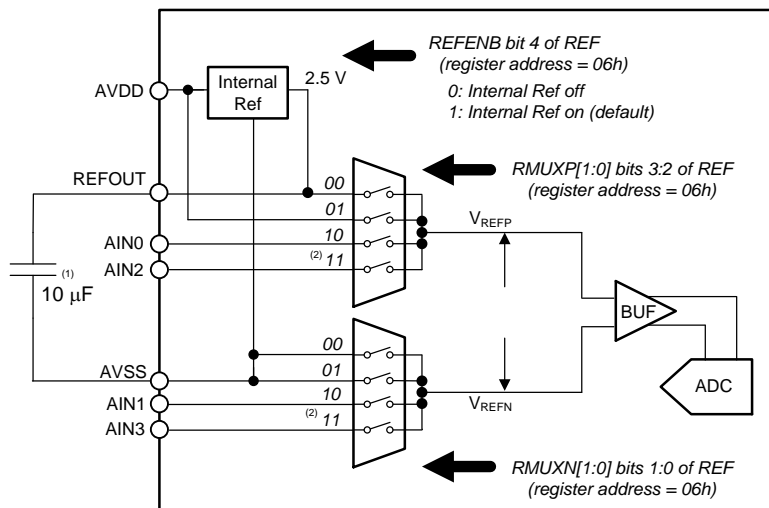 REFENB bit 4 of REF
(register address = 06h)
0: Internal Ref off
1: Internal Ref on (default)
Internal
Ref
2.5 V
AVDD
RMUXP[1:0] bits 3:2 of REF
(register address = 06h)
REFOUT
00
01
AIN0
10
AIN2
(2) 11
VREFP
(1)
10 μF
BUF
ADC
00
AVSS
01
AIN1
10
AIN3
(2) 11
VREFN
RMUXN[1:0] bits 1:0 of REF
(register address = 06h)